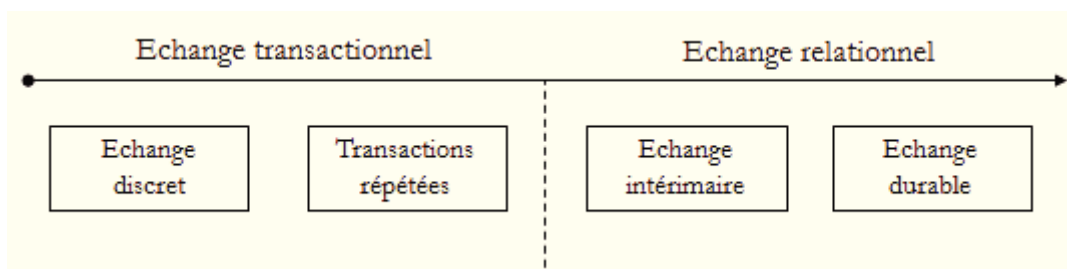 Echange transactionnel
Echange relationnel
Echange
discret
Transactions
répétées
Echange
intérimaire
Echange
durable